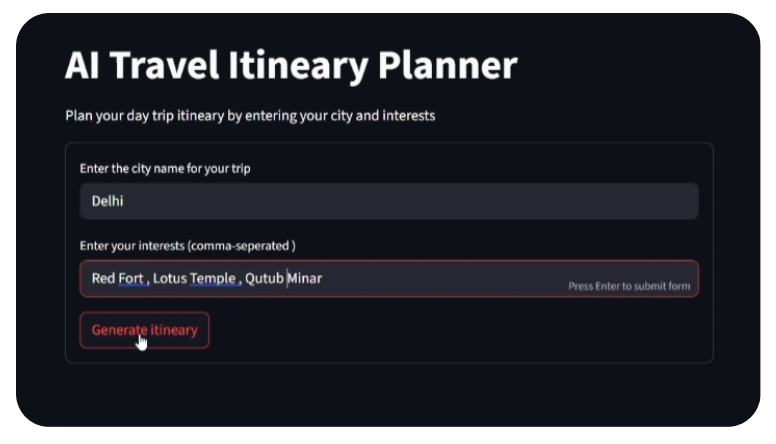 AI Travel Itineary Planner
Plan your day trip itineary by entering your city and interests
Enter the city name for your trip
Delhi
Enter your interests (comma-seperated )
Red Fort , Lotus Temple , Qutub Minar
Press Enter to submit form
Generate itineary